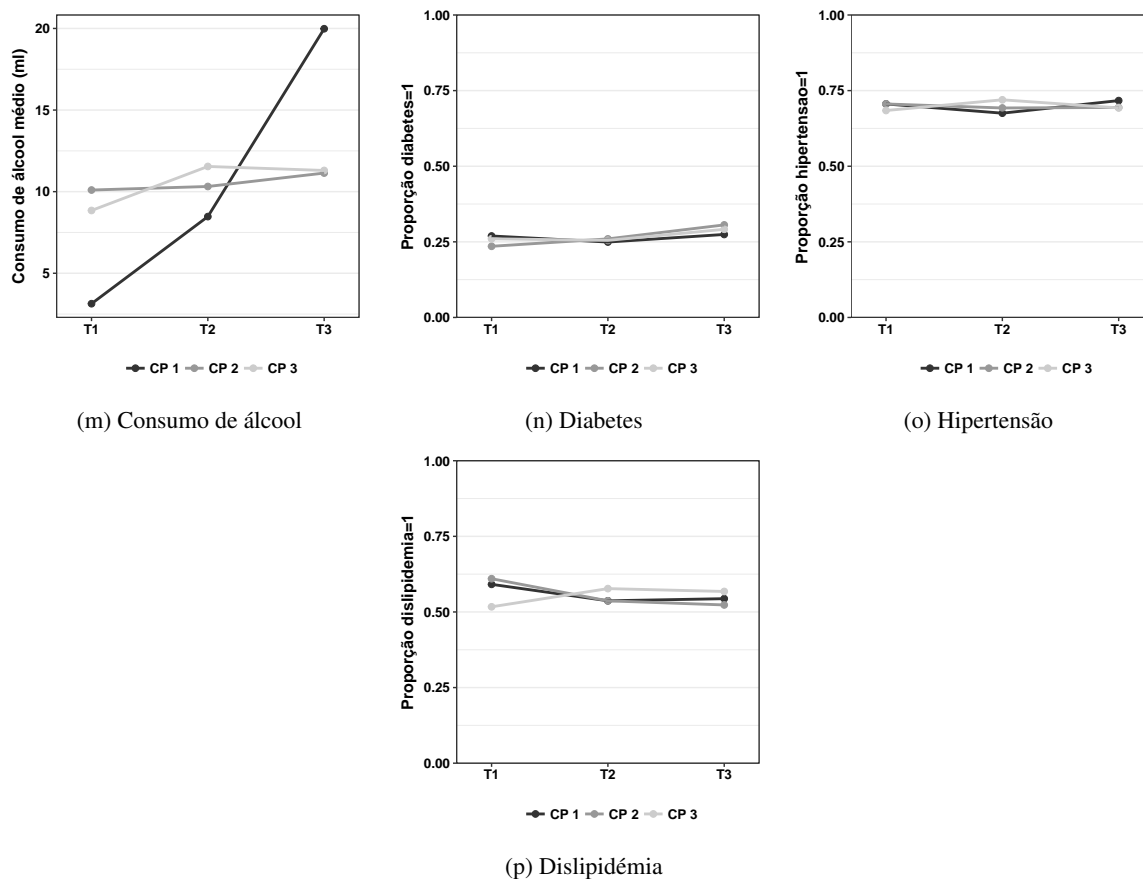 Consumo de álcool médio (ml)
20
15
10
5
T1 T2 T3
CP 1 CP 2 CP 3
(m) Consumo de álcool
Proporção diabetes=1
1.00
0.75
0.50
0.25
0.00
T1 T2 T3
CP 1 CP 2 CP 3
(n) Diabetes
Proporção hipertensao=1
1.00
0.75
0.50
0.25
0.00
T1 T2 T3
CP 1 CP 2 CP 3
(o) Hipertensão
Proporção dislipidemia=1
1.00
0.75
0.50
0.25
0.00
T1 T2 T3
CP 1 CP 2 CP 3
(p) Dislipidémia